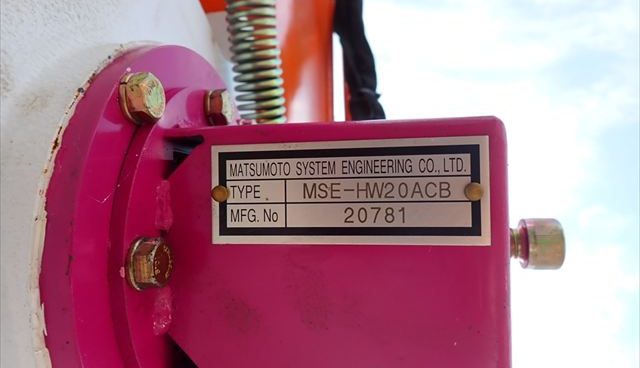 MATSUMOTO SYSTEM ENGINEERING CO.,LTD.
TYPE. MSE-HW20ACB
MFG. No 20781